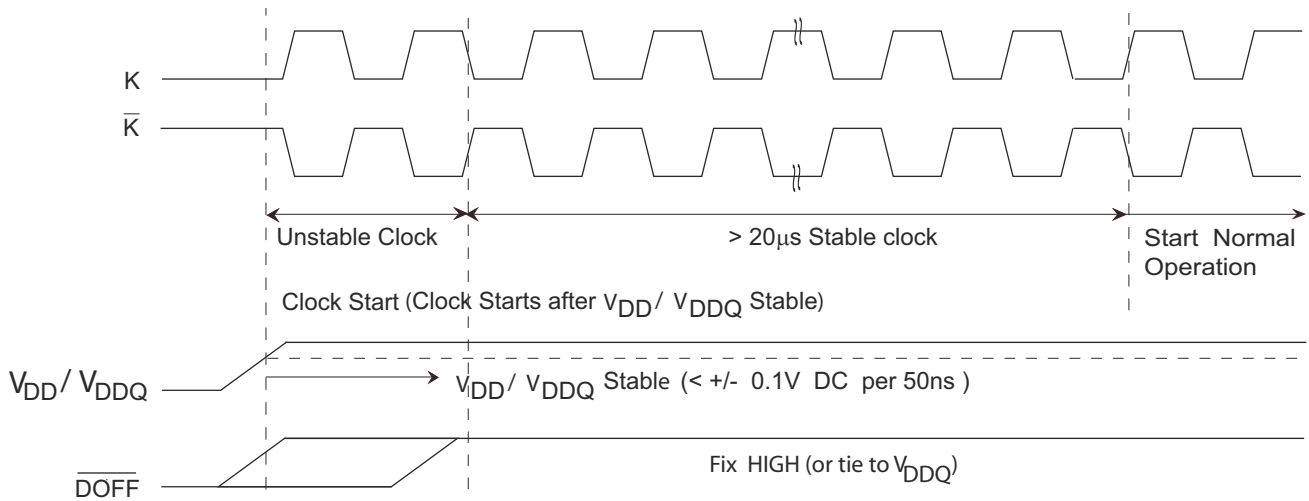 K
K̅
Unstable Clock
> 20μs Stable clock
Start Normal
Operation
Clock Start (Clock Starts after VDD / VDDQ Stable)
VDD / VDDQ
VDD / VDDQ Stable (< +/- 0.1V DC per 50ns )
Fix HIGH (or tie to VDDQ)
D̅O̅F̅F̅